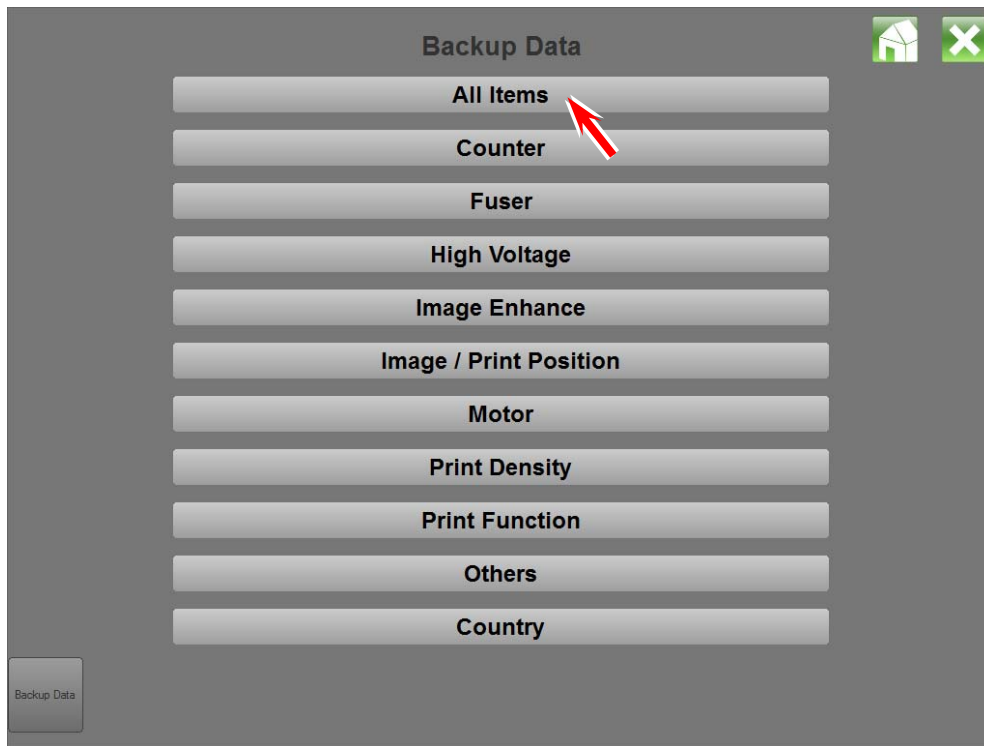 Backup Data
All Items
Counter
Fuser
High Voltage
Image Enhance
Image / Print Position
Motor
Print Density
Print Function
Others
Country
Backup Data